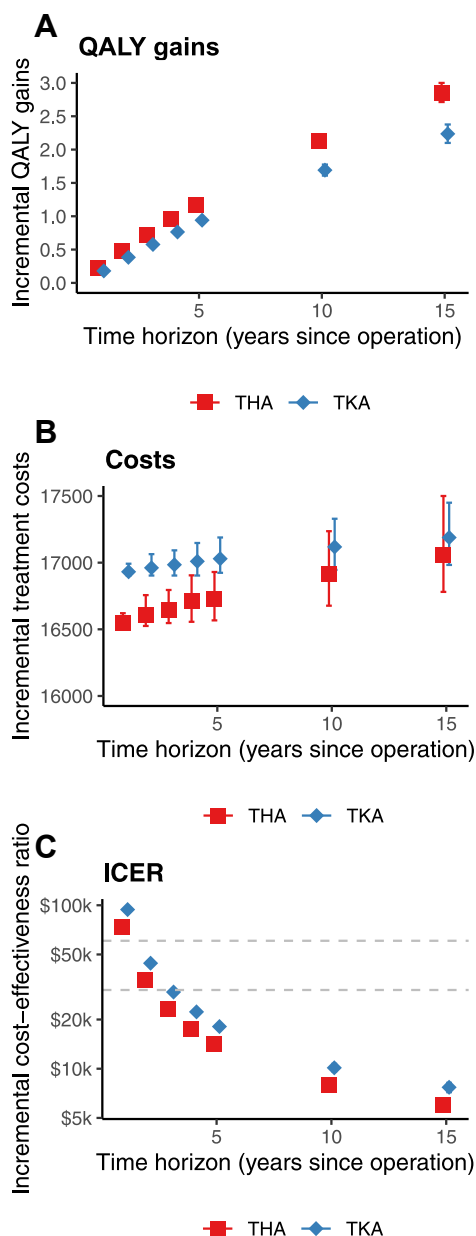 A
QALY gains
Incremental QALY gains
3.0
2.5
2.0
1.5
1.0
0.5
0.0
5 10 15
Time horizon (years since operation)
THA TKA
B
Costs
Incremental treatment costs
17500
17000
16500
16000
5 10 15
Time horizon (years since operation)
THA TKA
C
ICER
Incremental cost−effectiveness ratio
$100k
$50k
$20k
$10k
$5k
5 10 15
Time horizon (years since operation)
THA TKA